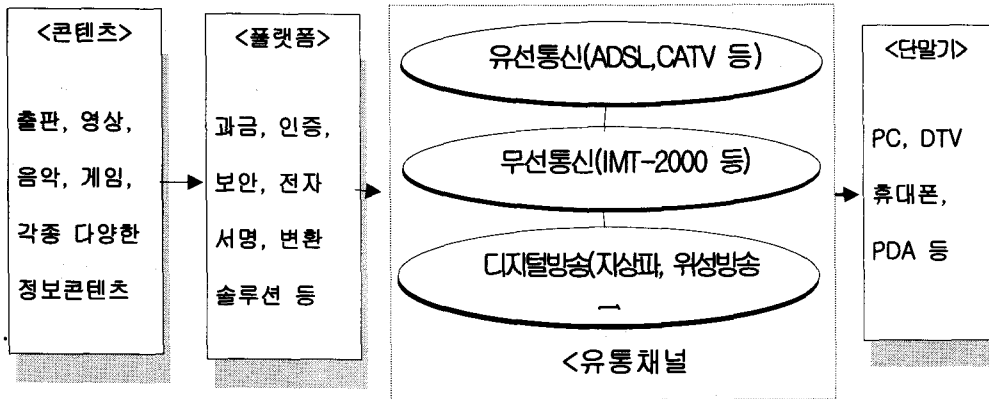 <콘텐츠>
출판, 영상,
음악, 게임,
각종 다양한
정보콘텐츠
<플랫폼>
과금, 인증,
보안, 전자
서명, 변환
솔루션 등
유선통신(ADSL,CATV 등)
무선통신(IMT-2000 등)
디지털방송(지상파, 위성방송
<유통채널
<단말기>
PC, DTV
휴대폰,
PDA 등